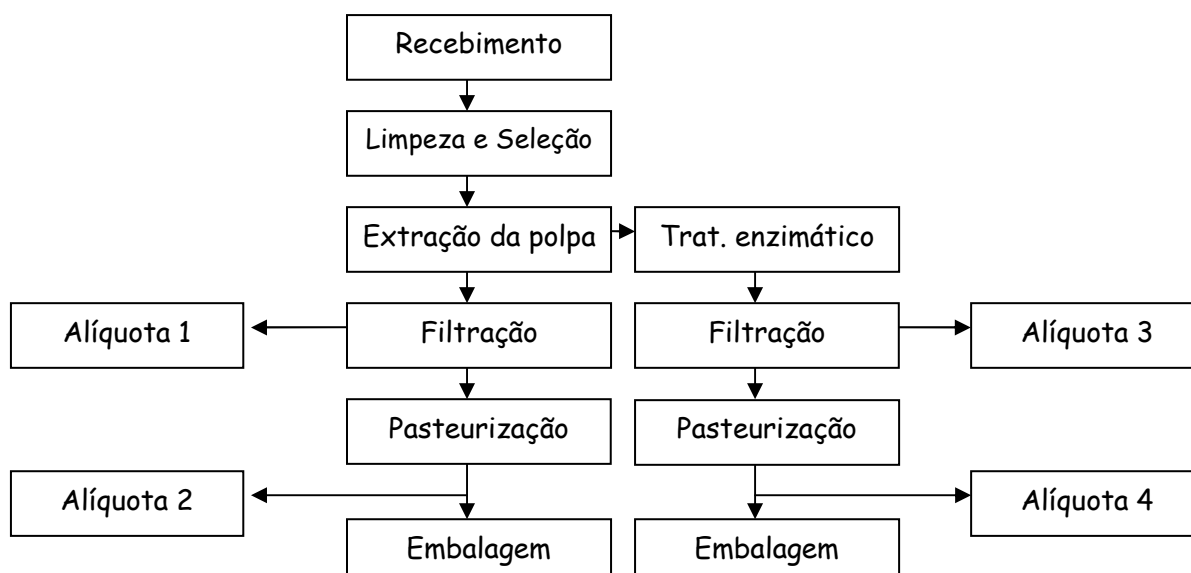 Recebimento
Limpeza e Seleção
Extração da polpa
Trat. enzimático
Alíquota 1
Filtração
Filtração
Alíquota 3
Pasteurização
Pasteurização
Alíquota 2
Alíquota 4
Embalagem
Embalagem